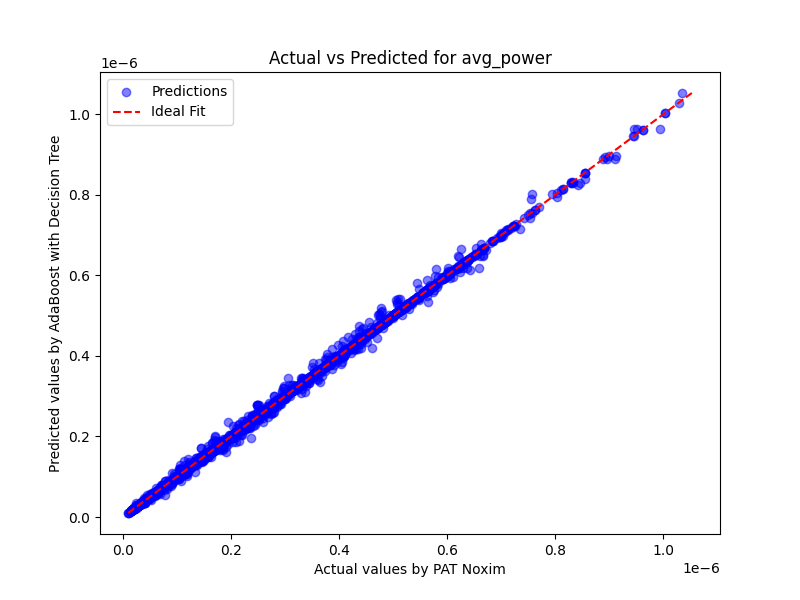 Actual vs Predicted for avg_power
1e−6
Predictions
Ideal Fit
Predicted values by AdaBoost with Decision Tree
1.0
0.8
0.6
0.4
0.2
0.0
0.0 0.2 0.4 0.6 0.8 1.0
1e−6
Actual values by PAT Noxim